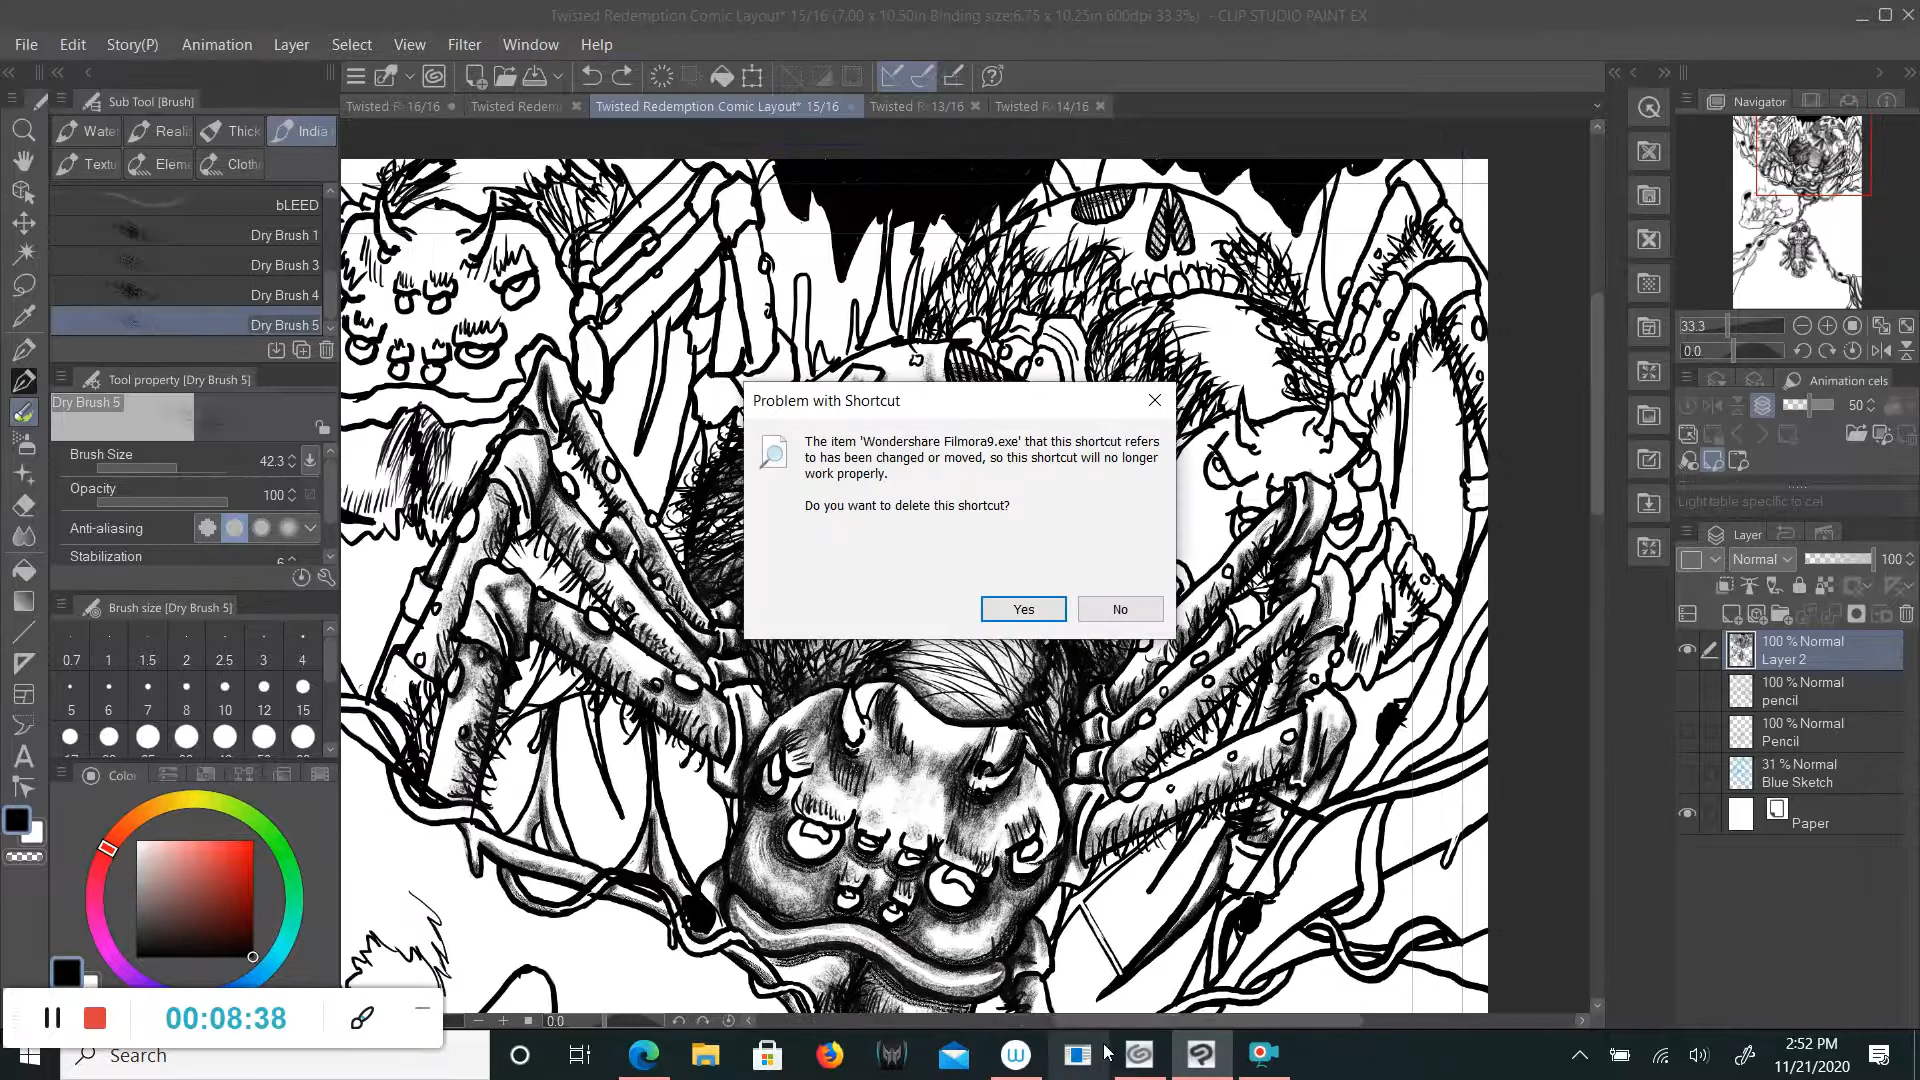 Twisted Redemption Comic Layout* 15/16 (7.00 x 10.50in Binding size:6.75 x 10.25in 600dpi 33.3%) - CLIP STUDIO PAINT EX
File Edit Story(P) Animation Layer Select View Filter Window Help
Sub Tool [Brush]
Twisted R 16/16
Twisted Redem
Twisted Redemption Comic Layout* 15/16
Twisted R 13/16
Twisted R 14/16
Navigator
Wate
Reali
Thick
India
Textu
Eleme
Cloth
bLEED
Dry Brush 1
Dry Brush 3
Dry Brush 4
Dry Brush 5
Tool property [Dry Brush 5]
Dry Brush 5
Brush Size 42.3
Opacity 100
Anti-aliasing
Stabilization 6
Brush size [Dry Brush 5]
0.7 1 1.5 2 2.5 3 4
5 6 7 8 10 12 15
Color
Problem with Shortcut
The item 'Wondershare Filmora9.exe' that this shortcut refers
to has been changed or moved, so this shortcut will no longer
work properly.
Do you want to delete this shortcut?
Yes
No
33.3
0.0
Animation cels
50
Light table specific to cel
Layer
Normal 100
100 % Normal
Layer 2
100 % Normal
pencil
100 % Normal
Pencil
31 % Normal
Blue Sketch
Paper
0.0
00:08:38
Search
2:52 PM
11/21/2020